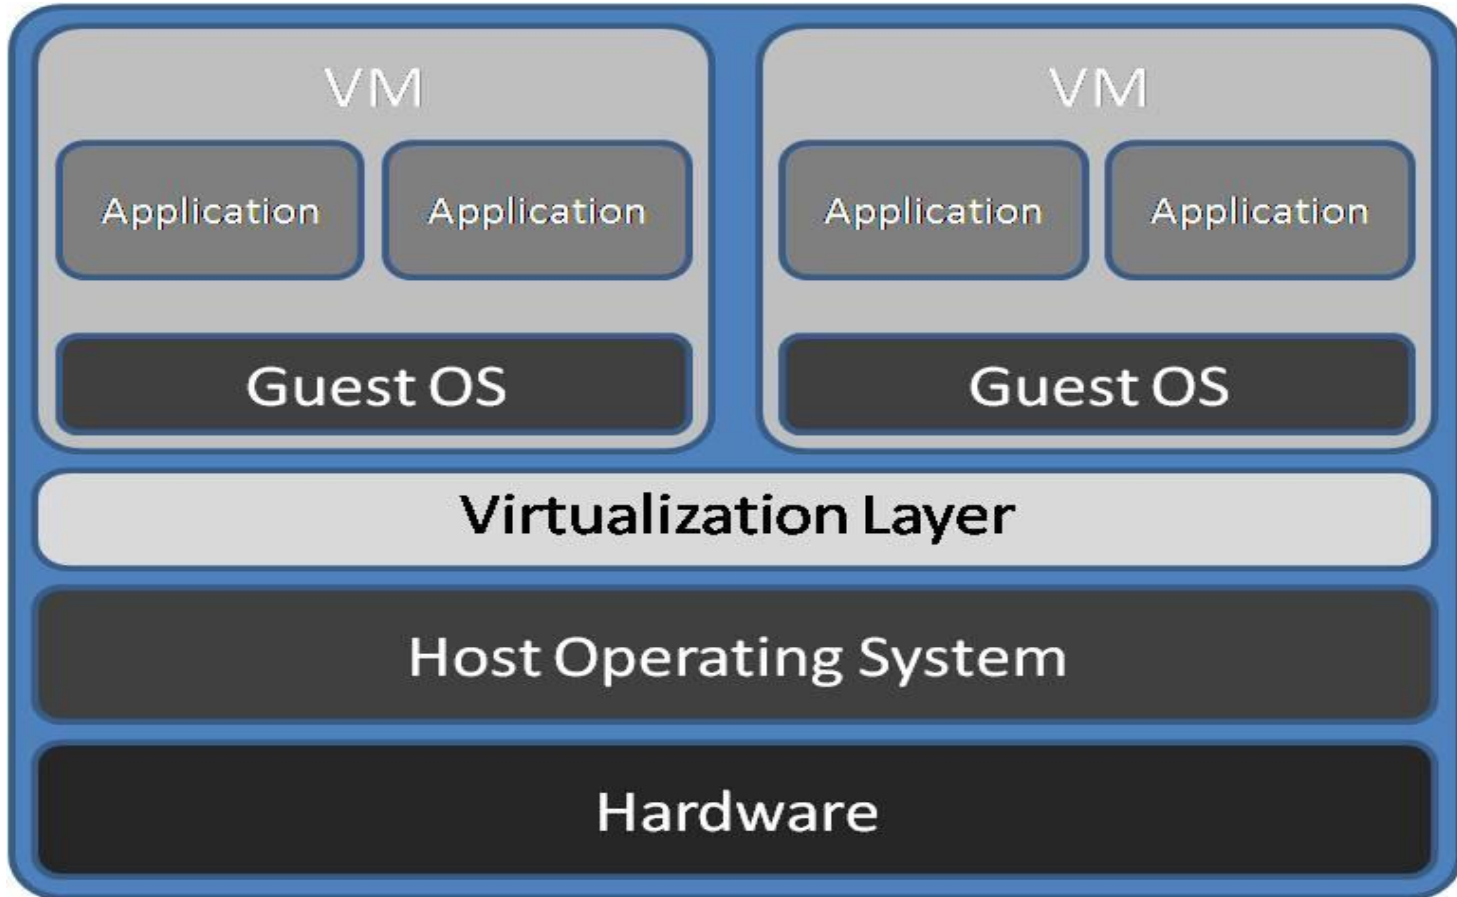 VM VM
Application Application Application Application
Guest OS Guest OS
Virtualization Layer
Host Operating System
Hardware